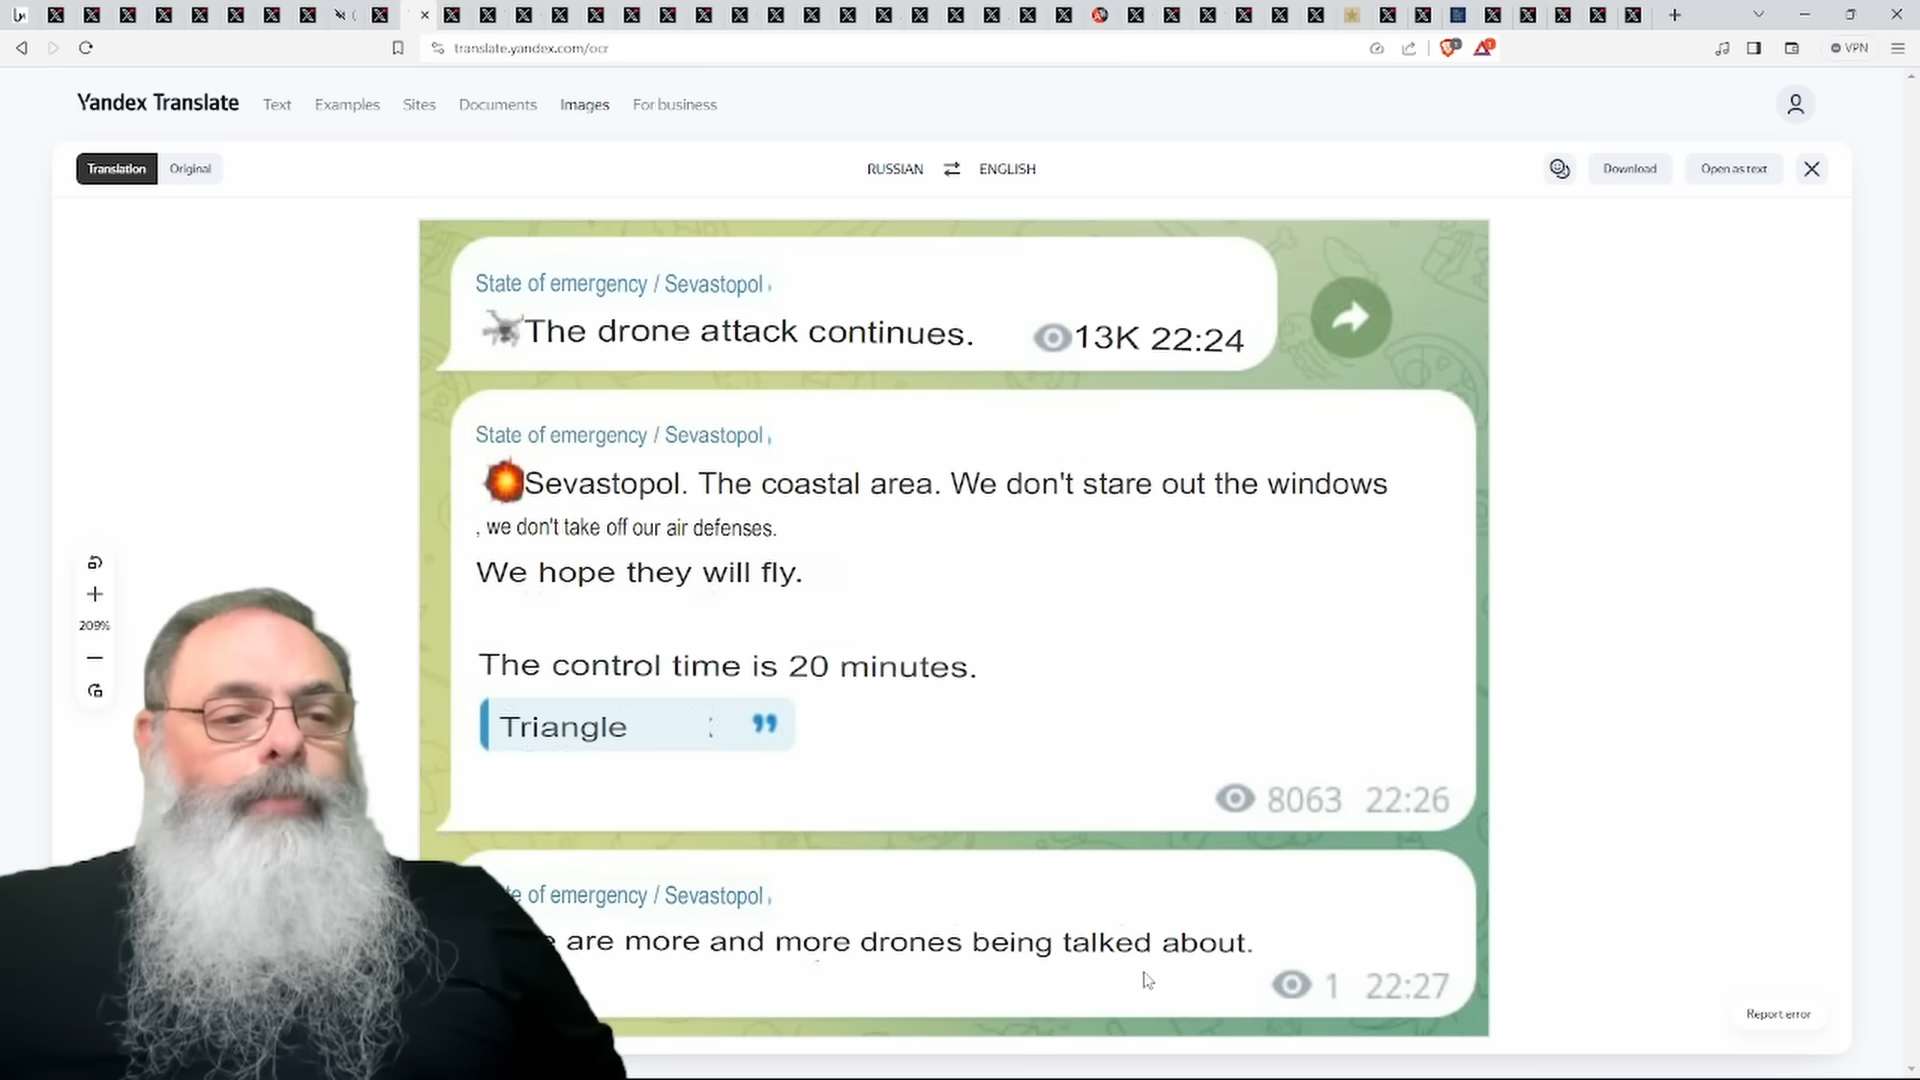 translate.yandex.com/ocr
VPN
Yandex Translate Text Examples Sites Documents Images For business
Translation Original RUSSIAN ENGLISH Download Open as text
State of emergency / Sevastopol
The drone attack continues. 13K 22:24
State of emergency / Sevastopol
Sevastopol. The coastal area. We don't stare out the windows
, we don't take off our air defenses.
We hope they will fly.
209%
The control time is 20 minutes.
Triangle
8063 22:26
of emergency / Sevastopol
are more and more drones being talked about.
1 22:27
Report error